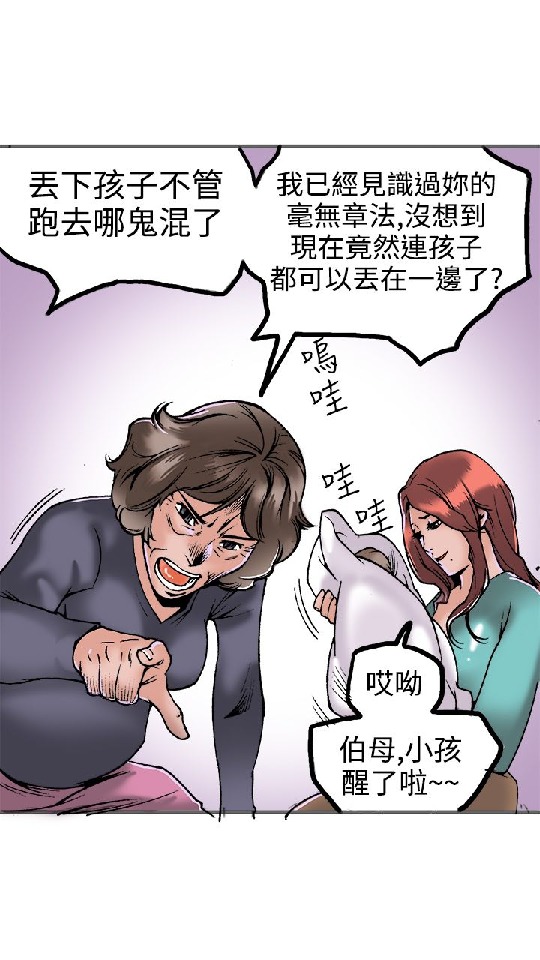 丟下孩子不管
跑去哪鬼混了
我已經見識過妳的
毫無章法,沒想到
現在竟然連孩子
都可以丟在一邊了?
嗚
哇
哇
哇
哎呦
伯母,小孩
醒了啦~~